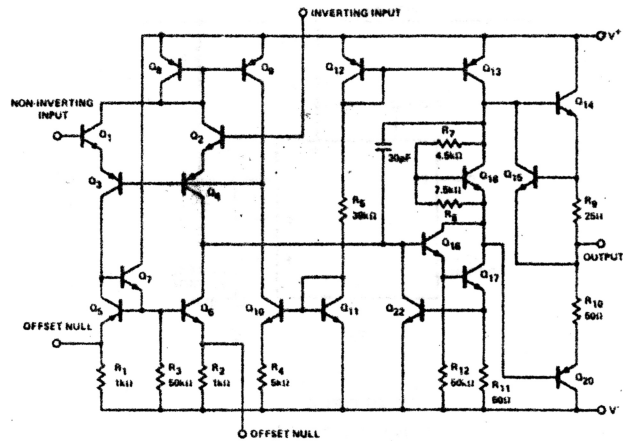 INVERTING INPUT
V+
Q8
Q9
Q12
Q13
Q14
NON-INVERTING
INPUT
Q1
Q2
R7
4.5kΩ
30pF
Q3
Q4
Q18
Q15
7.5kΩ
R8
R5
39kΩ
R9
25Ω
Q16
OUTPUT
Q7
Q17
Q5
Q6
Q10
Q11
Q22
R10
50Ω
OFFSET NULL
R1
1kΩ
R3
50kΩ
R2
1kΩ
R4
5kΩ
R12
50kΩ
R11
50Ω
Q20
V-
OFFSET NULL